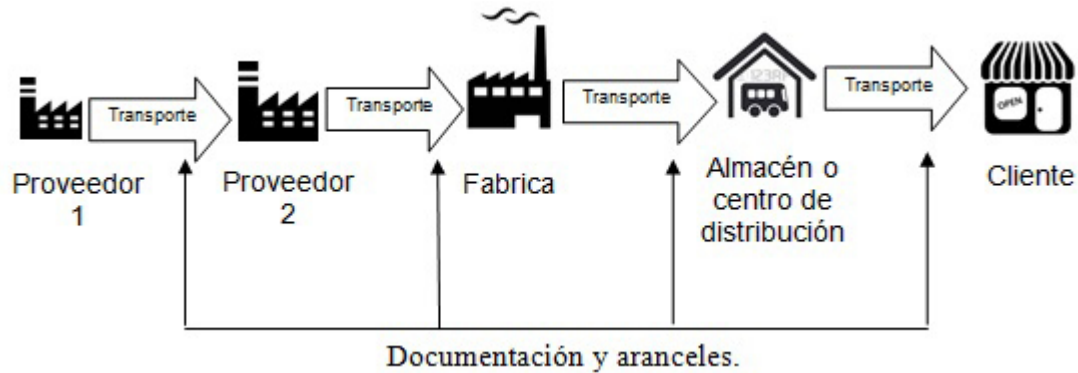 Transporte
Transporte
Transporte
Transporte
OPEN
Proveedor
1
Proveedor
2
Fabrica
Almacén o
centro de
distribución
Cliente
Documentación y aranceles.